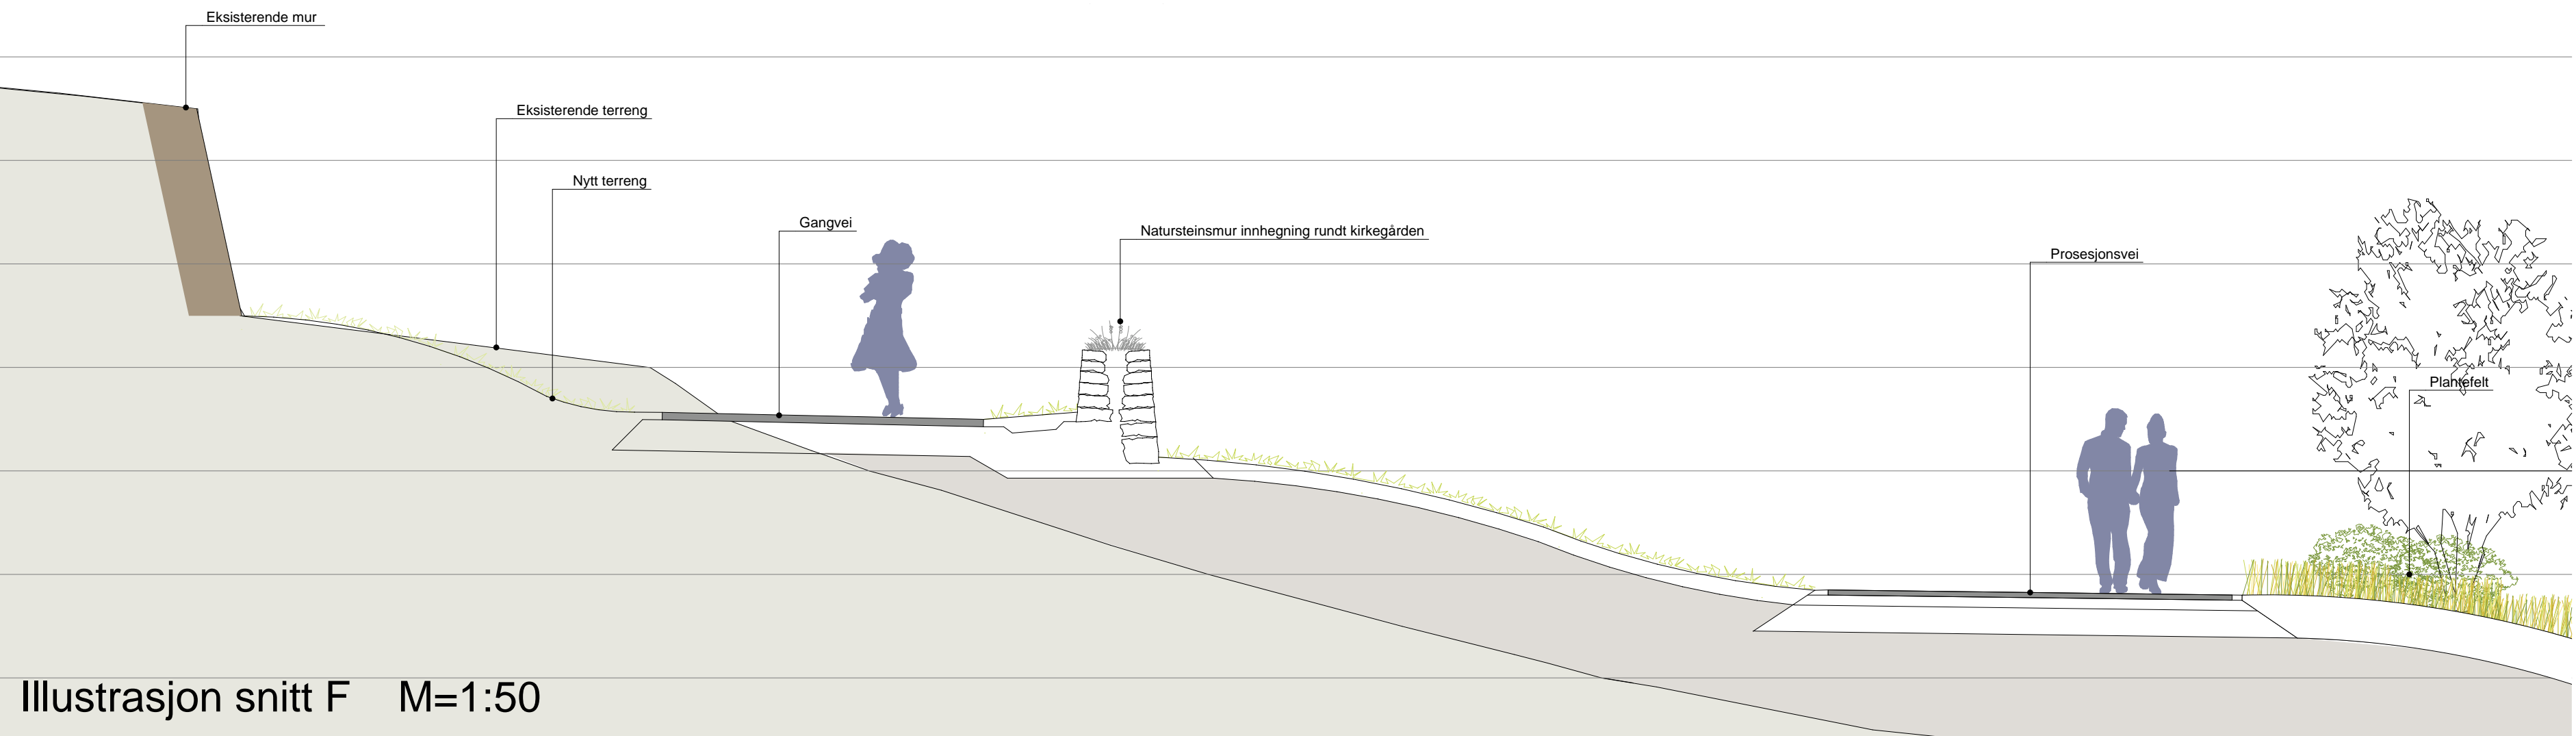 Eksisterende mur
Eksisterende terreng
Nytt terreng
Gangvei
Natursteinsmur innhegning rundt kirkegården
Prosesjonsvei
Plantefelt
Illustrasjon snitt F    M=1:50